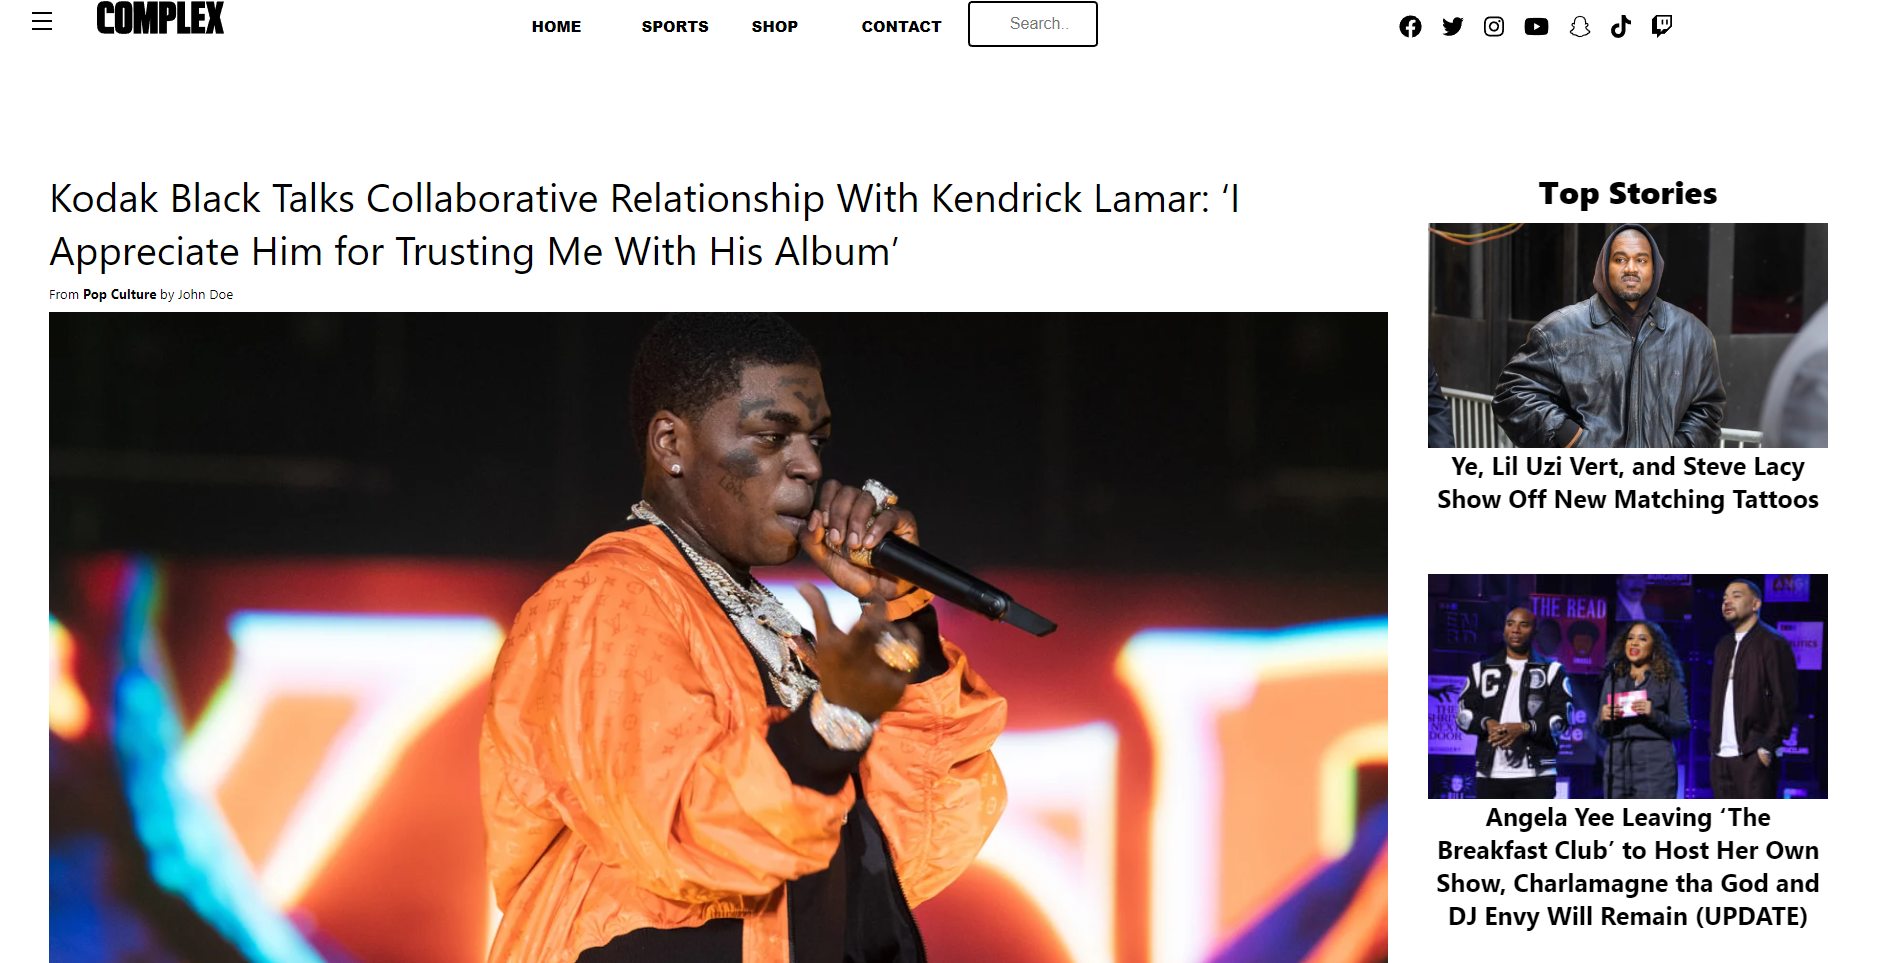 COMPLEX
HOME
SPORTS
SHOP
CONTACT
Search..
Kodak Black Talks Collaborative Relationship With Kendrick Lamar: ‘I
Appreciate Him for Trusting Me With His Album’
From Pop Culture by John Doe
Top Stories
Ye, Lil Uzi Vert, and Steve Lacy
Show Off New Matching Tattoos
THE READ
Angela Yee Leaving ‘The
Breakfast Club’ to Host Her Own
Show, Charlamagne tha God and
DJ Envy Will Remain (UPDATE)